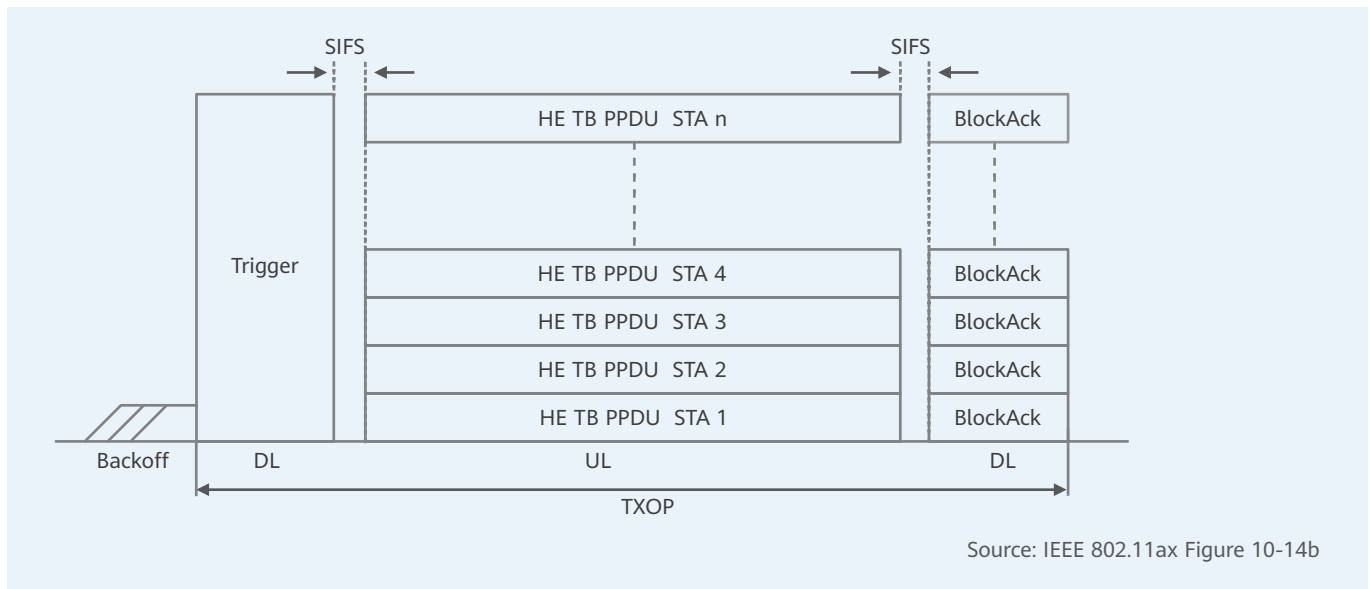 SIFS
SIFS
HE TB PPDU STA n
BlockAck
Trigger
HE TB PPDU STA 4
BlockAck
HE TB PPDU STA 3
BlockAck
HE TB PPDU STA 2
BlockAck
HE TB PPDU STA 1
BlockAck
Backoff
DL
UL
DL
TXOP
Source: IEEE 802.11ax Figure 10-14b